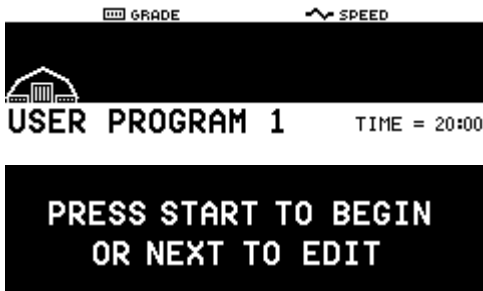 GRADE SPEED
USER PROGRAM 1 TIME = 20:00
PRESS START TO BEGIN
OR NEXT TO EDIT